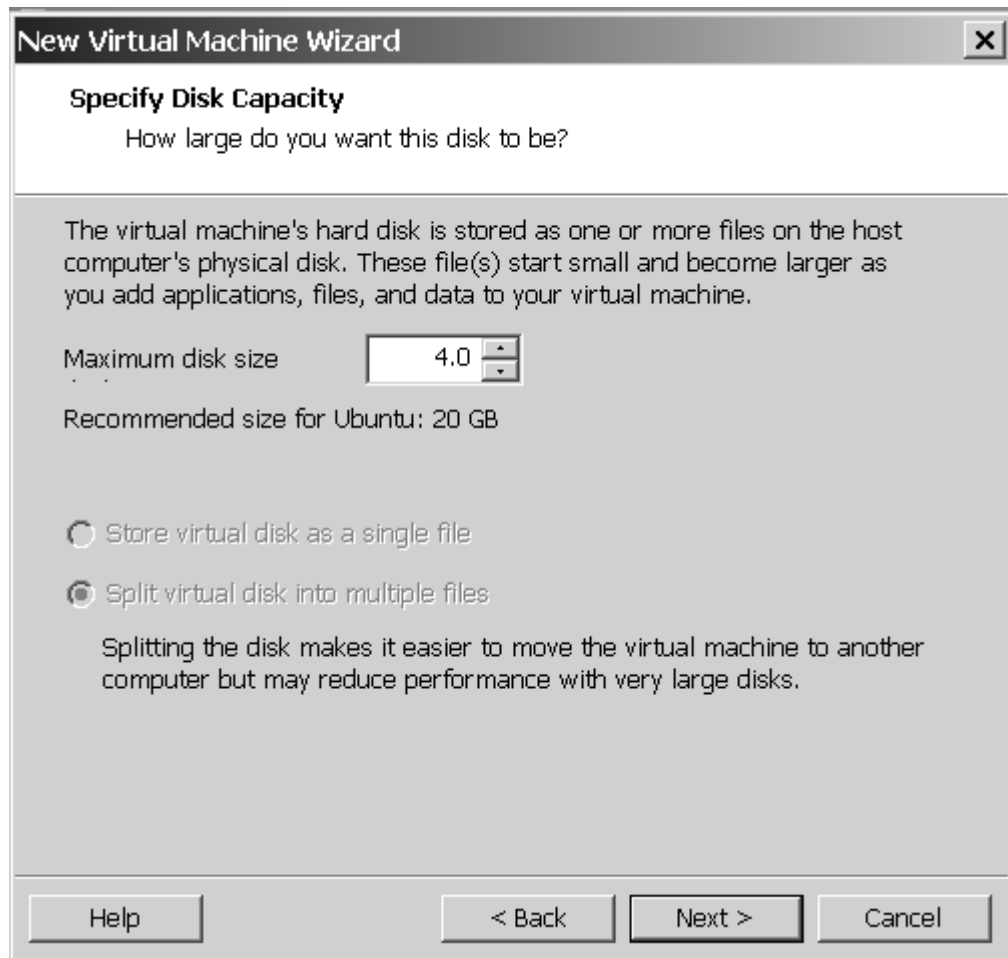 New Virtual Machine Wizard
Specify Disk Capacity
How large do you want this disk to be?
The virtual machine's hard disk is stored as one or more files on the host
computer's physical disk. These file(s) start small and become larger as
you add applications, files, and data to your virtual machine.
Maximum disk size 4.0
Recommended size for Ubuntu: 20 GB
Store virtual disk as a single file
Split virtual disk into multiple files
Splitting the disk makes it easier to move the virtual machine to another
computer but may reduce performance with very large disks.
Help < Back Next > Cancel